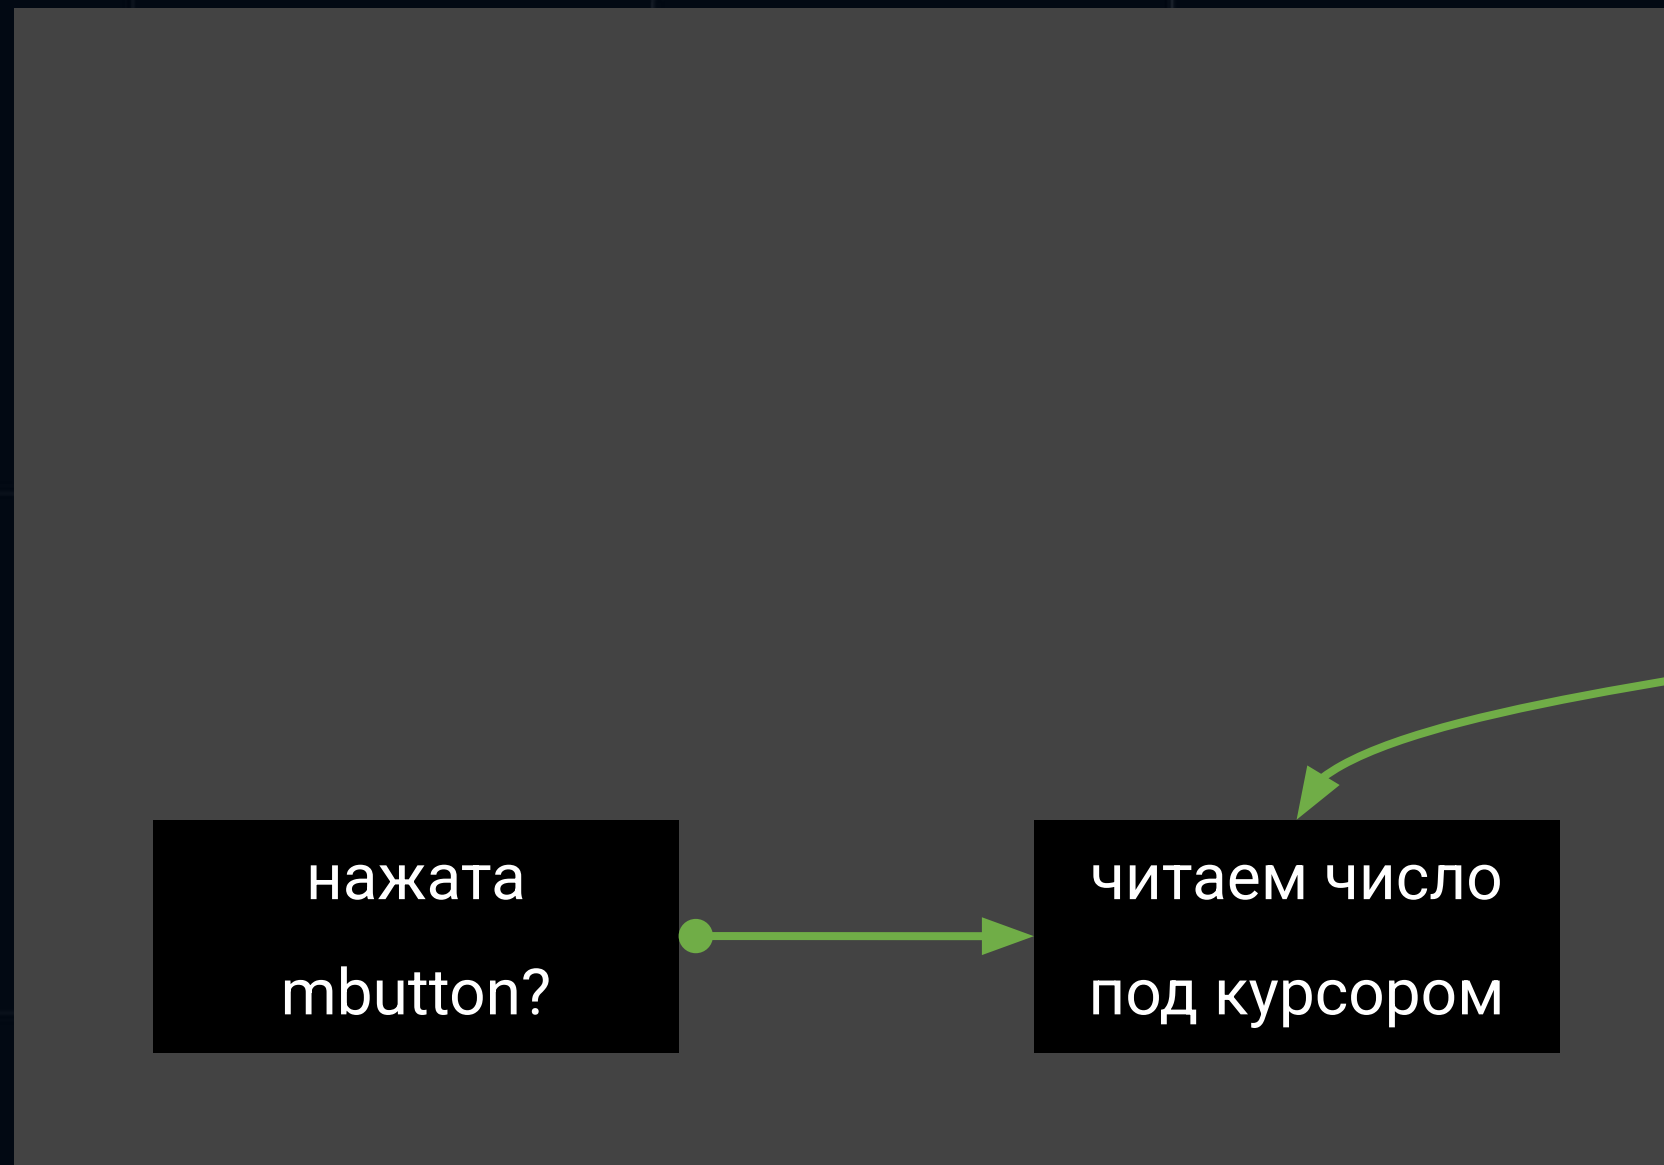 нажата
mbutton?
читаем число
под курсором